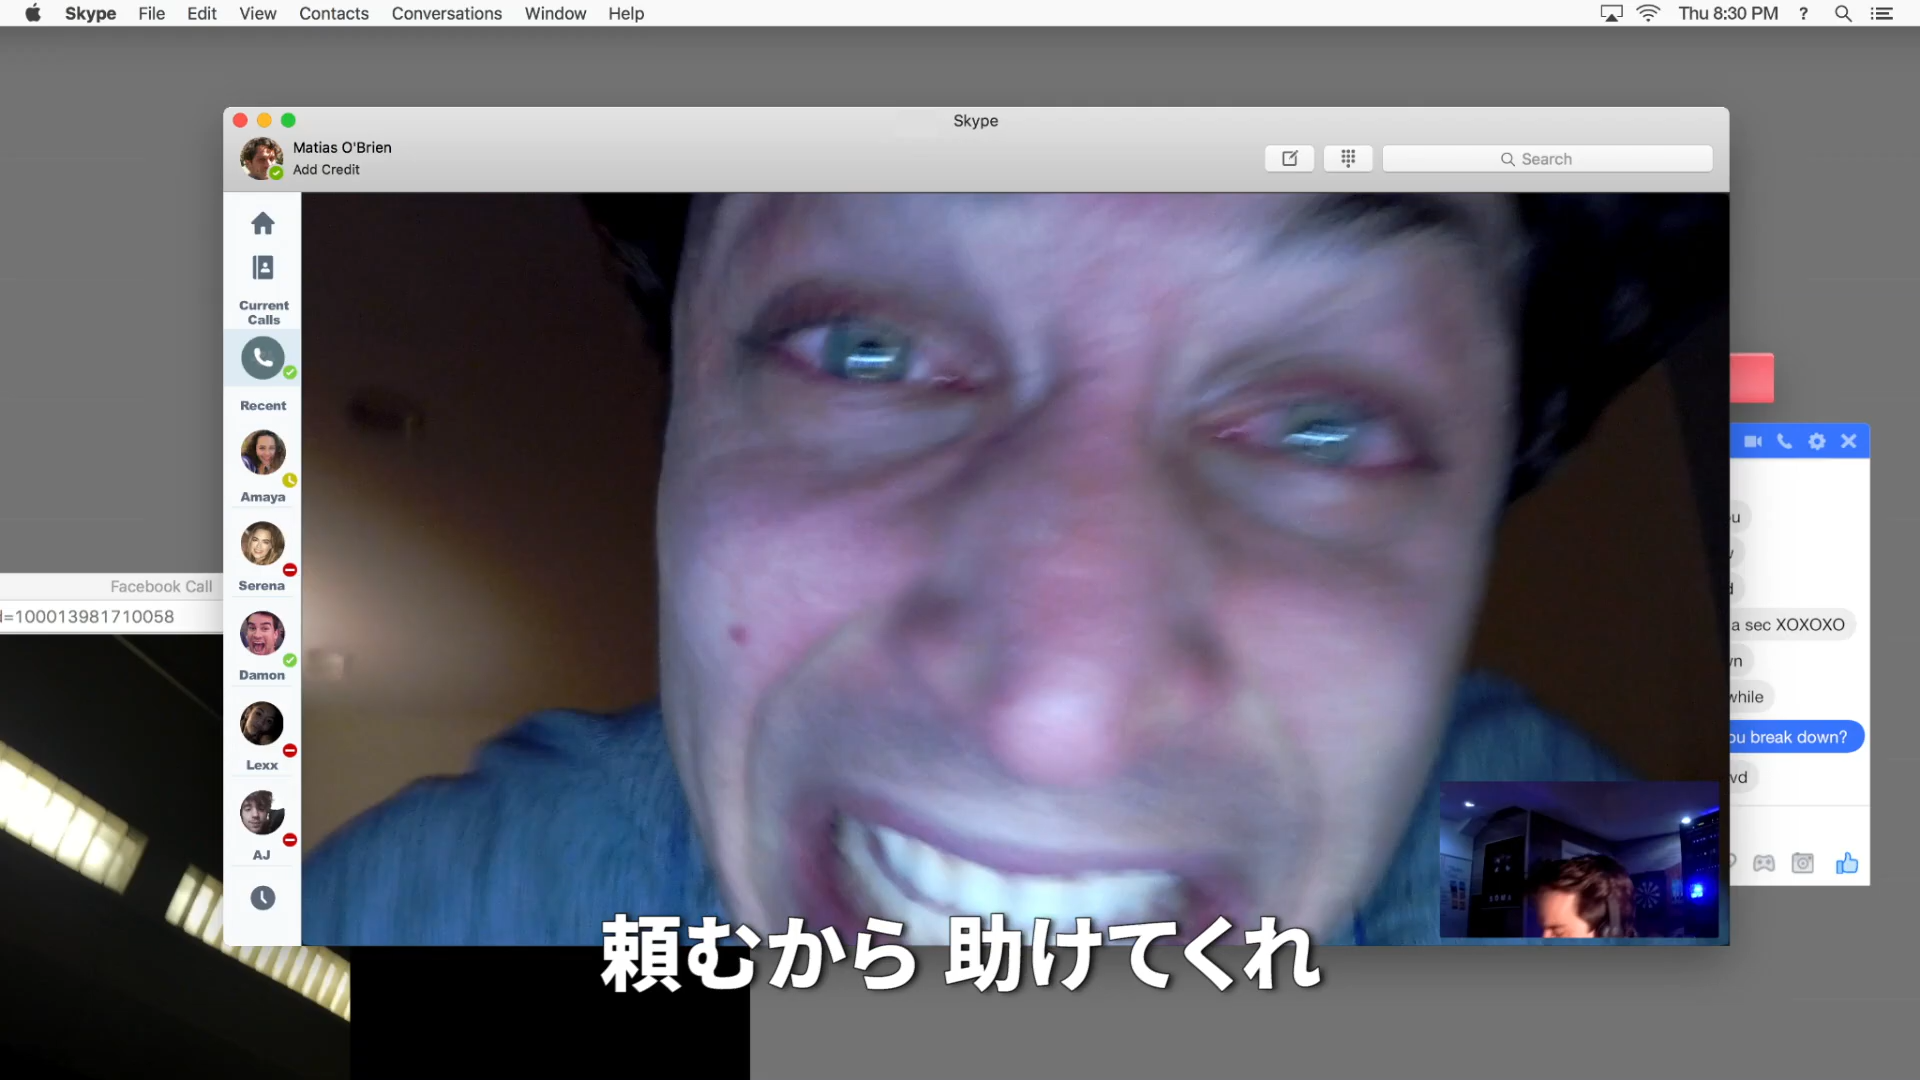 Skype File Edit View Contacts Conversations Window Help
Thu 8:30 PM ?
Skype
Matias O'Brien
Add Credit
Search
Current
Calls
Recent
Amaya
Serena
Damon
Lexx
AJ
Facebook Call
d=100013981710058
a sec XOXOXO
while
ou break down?
頼むから 助けてくれ